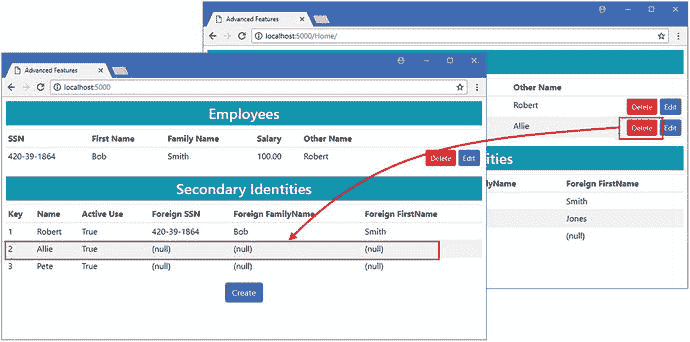 Advanced Features
localhost:5000/Home/
Other Name
Robert Delete Edit
Allie Delete Edit
ities
yName Foreign FirstName
Smith
Jones
(null)
Advanced Features
localhost:5000
Employees
SSN First Name Family Name Salary Other Name
420-39-1864 Bob Smith 100.00 Robert Delete Edit
Secondary Identities
Key Name Active Use Foreign SSN Foreign FamilyName Foreign FirstName
1 Robert True 420-39-1864 Bob Smith
2 Allie True (null) (null) (null)
3 Pete True (null) (null) (null)
Create